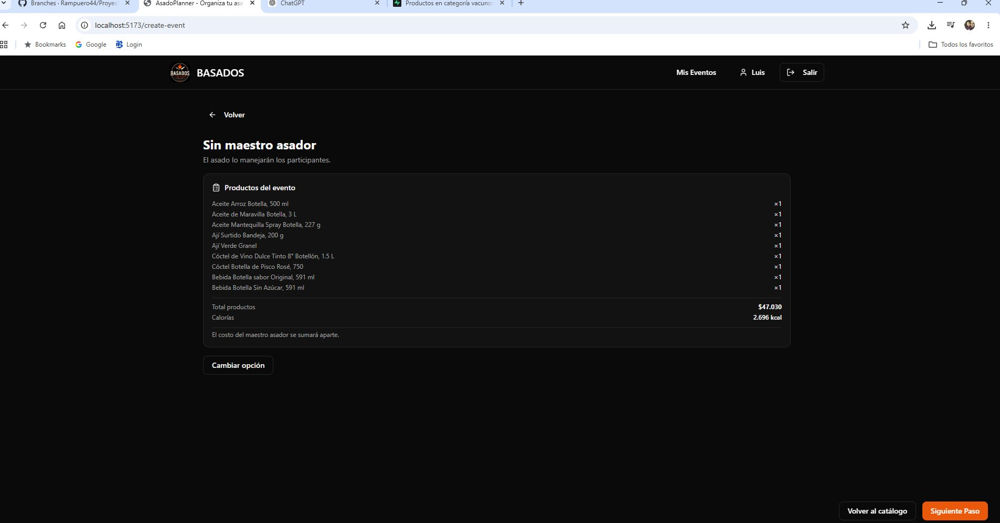 Branches · Rampuero44/Proyec
AsadoPlanner - Organiza tu asa
ChatGPT
Productos en categoría vacunos
localhost:5173/create-event
Bookmarks
Google
Login
Todos los favoritos
BASADOS
BASADOS
Mis Eventos
Luis
Salir
Volver
Sin maestro asador
El asado lo manejarán los participantes.
Productos del evento
Aceite Arroz Botella, 500 ml ×1
Aceite de Maravilla Botella, 3 L ×1
Aceite Mantequilla Spray Botella, 227 g ×1
Ají Surtido Bandeja, 200 g ×1
Ají Verde Granel ×1
Cóctel de Vino Dulce Tinto 8° Botellón, 1.5 L ×1
Cóctel Botella de Pisco Rosé, 750 ×1
Bebida Botella sabor Original, 591 ml ×1
Bebida Botella Sin Azúcar, 591 ml ×1
Total productos $47.030
Calorías 2.696 kcal
El costo del maestro asador se sumará aparte.
Cambiar opción
Volver al catálogo
Siguiente Paso